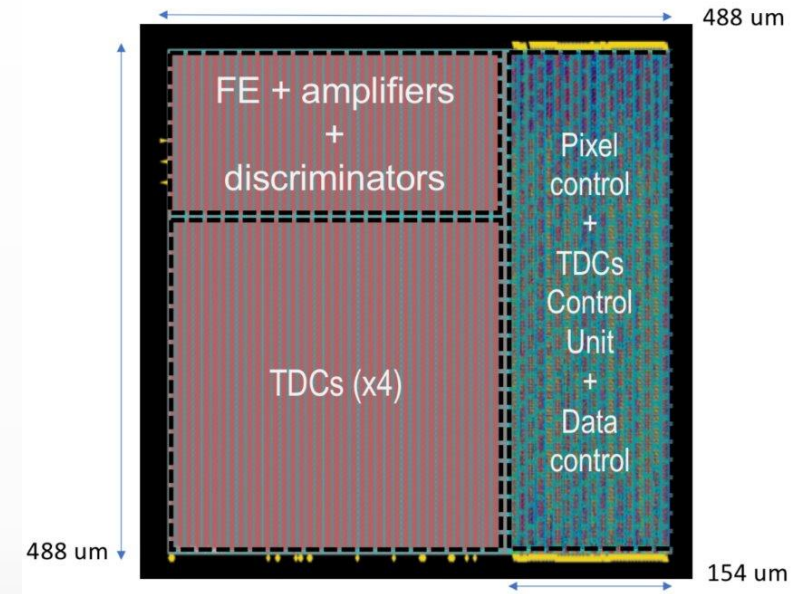 488 um
FE + amplifiers
+
discriminators
Pixel
control
+
TDCs
Control
Unit
+
Data
control
TDCs (x4)
488 um
154 um